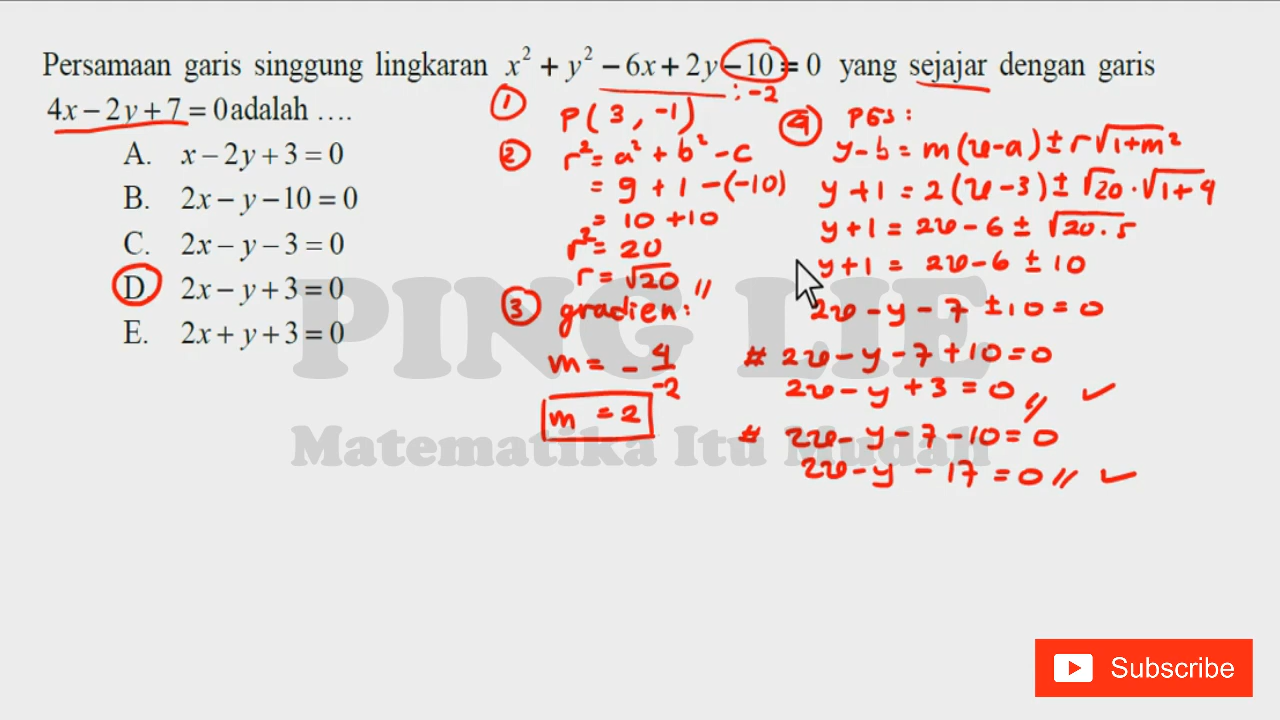 Persamaan garis singgung lingkaran x² + y² − 6x + 2y − 10 = 0 yang sejajar dengan garis
4x − 2y + 7 = 0 adalah ….
A. x − 2y + 3 = 0
B. 2x − y − 10 = 0
C. 2x − y − 3 = 0
D. 2x − y + 3 = 0
E. 2x + y + 3 = 0
: -2
① P(3, -1)
② r² = a² + b² - c
= 9 + 1 - (-10)
= 10 + 10
r² = 20
r = √20 //
③ gradien:
m = - 4/-2
m = 2
④ PGS:
y - b = m(x - a) ± r√1+m²
y + 1 = 2(x - 3) ± √20 . √1+4
y + 1 = 2x - 6 ± √20 . 5
y + 1 = 2x - 6 ± 10
2x - y - 7 ± 10 = 0
# 2x - y - 7 + 10 = 0
2x - y + 3 = 0 // ✓
# 2x - y - 7 - 10 = 0
2x - y - 17 = 0 // ✓
PING LIE
Matematika Itu Mudah
Subscribe